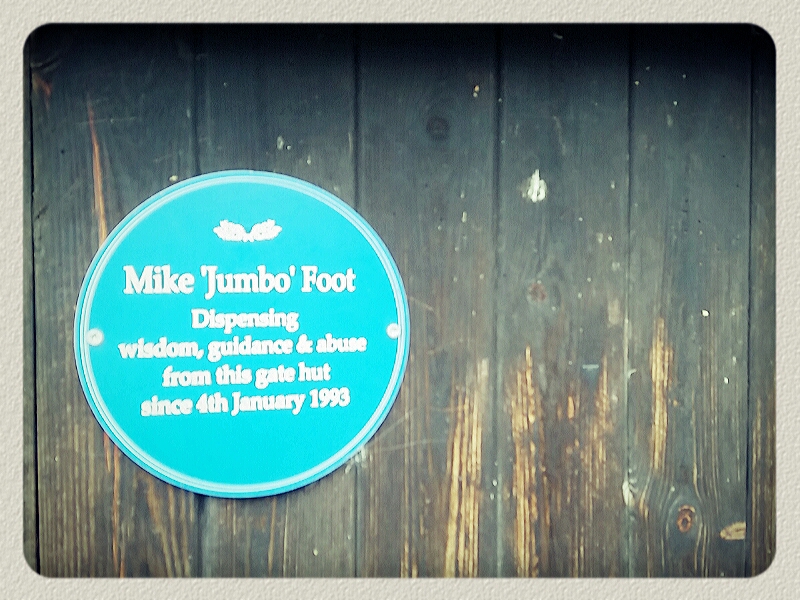 Mike 'Jumbo' Foot
Dispensing
wisdom, guidance & abuse
from this gate hut
since 4th January 1993